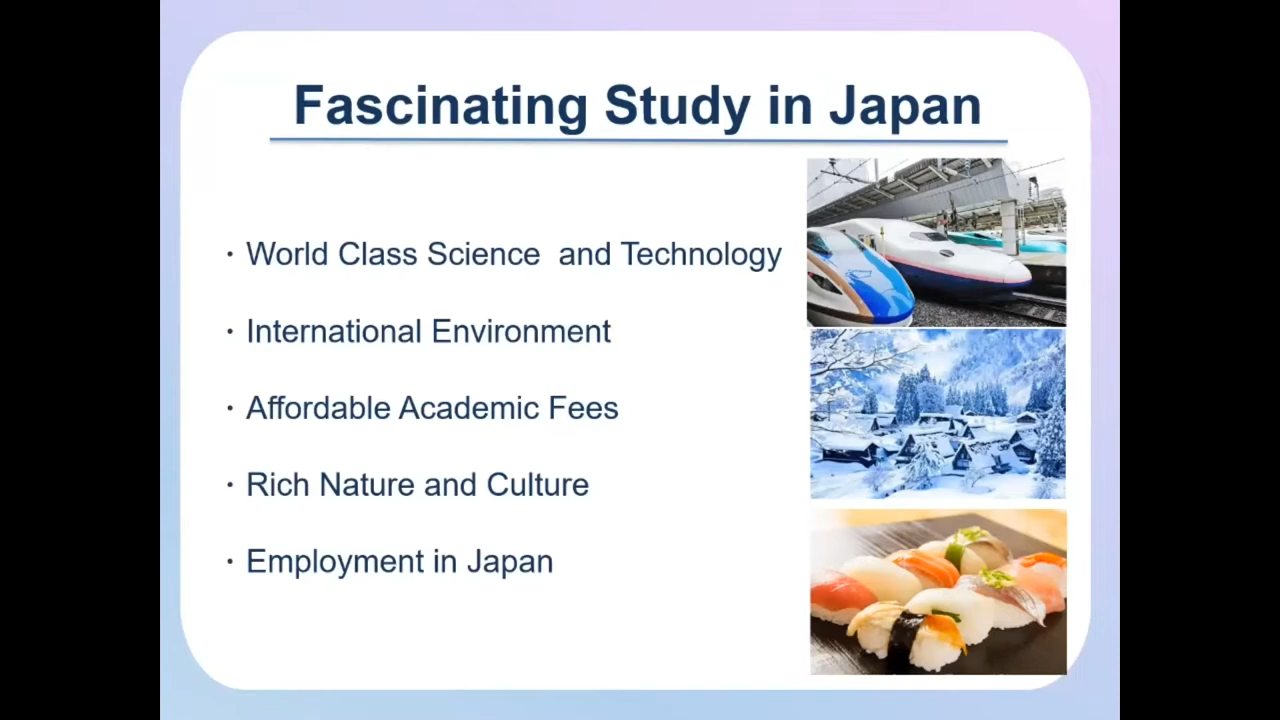 Fascinating Study in Japan
・World Class Science  and Technology
・International Environment
・Affordable Academic Fees
・Rich Nature and Culture
・Employment in Japan